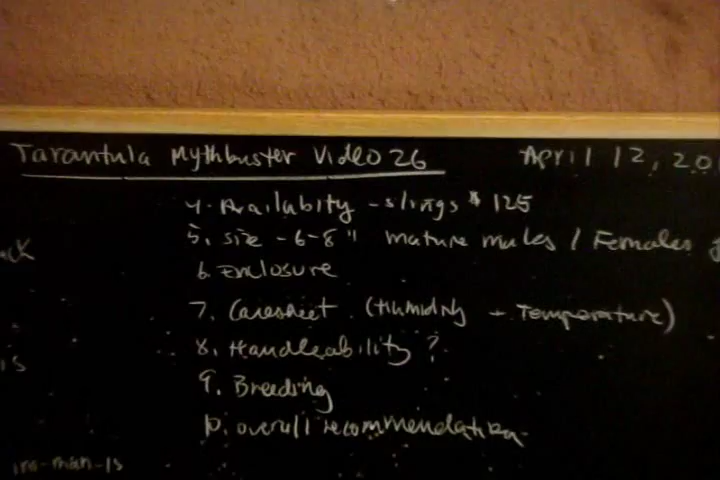 Tarantula Mythbuster Video 26
April 12, 20
4. Availabity - slings $ 125
5. size - 6-8" mature males / Females
6. Enclosure
7. Caresheet (Humidity + Temperature)
8. Handleability ?
9. Breeding
10. overall recommendation